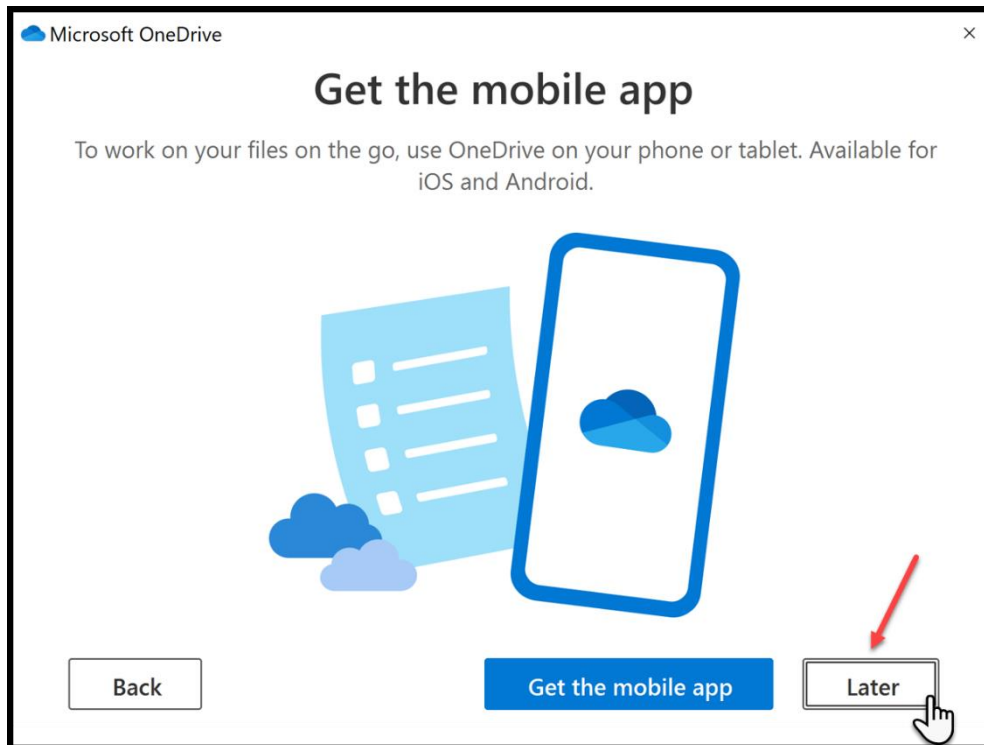 Microsoft OneDrive
Get the mobile app
To work on your files on the go, use OneDrive on your phone or tablet. Available for
iOS and Android.
Back
Get the mobile app
Later